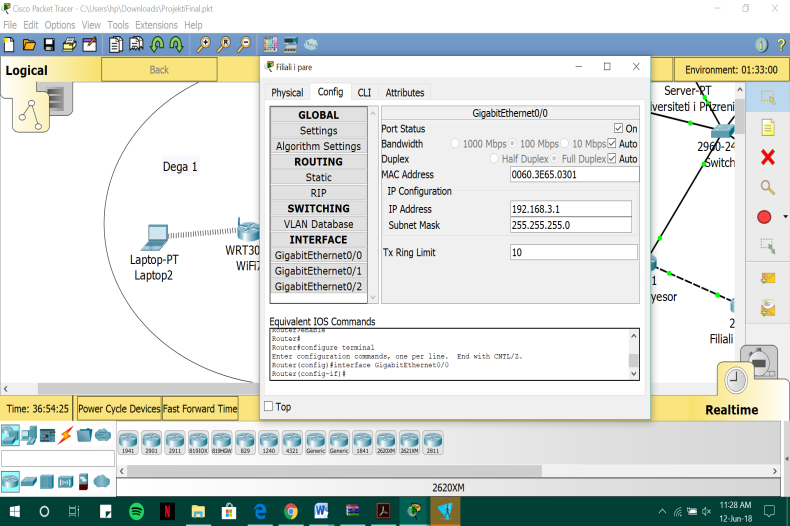 Cisco Packet Tracer - C:\Users\hp\Downloads\ProjektiFinal.pkt
File Edit Options View Tools Extensions Help
Logical
Back
Environment: 01:33:00
Filiali i pare
Physical Config CLI Attributes
GLOBAL
Settings
Algorithm Settings
ROUTING
Static
RIP
SWITCHING
VLAN Database
INTERFACE
GigabitEthernet0/0
GigabitEthernet0/1
GigabitEthernet0/2
GigabitEthernet0/0
Port Status On
Bandwidth 1000 Mbps 100 Mbps 10 Mbps Auto
Duplex Half Duplex Full Duplex Auto
MAC Address 0060.3E65.0301
IP Configuration
IP Address 192.168.3.1
Subnet Mask 255.255.255.0
Tx Ring Limit 10
Equivalent IOS Commands
Router>enable
Router#
Router#configure terminal
Enter configuration commands, one per line. End with CNTL/Z.
Router(config)#interface GigabitEthernet0/0
Router(config-if)#
Top
Dega 1
Laptop-PT
Laptop2
WRT30
WiFi
Server-PT
iversiteti i Prizreni
2960-24
Switch
1
yesor
2
Filiali
Time: 36:54:25 Power Cycle Devices Fast Forward Time
Realtime
1941 2901 2911 819IOX 819HGW 829 1240 4321 Generic Generic 1841 2620XM 2621XM 2811
2620XM
11:28 AM
12-Jun-18